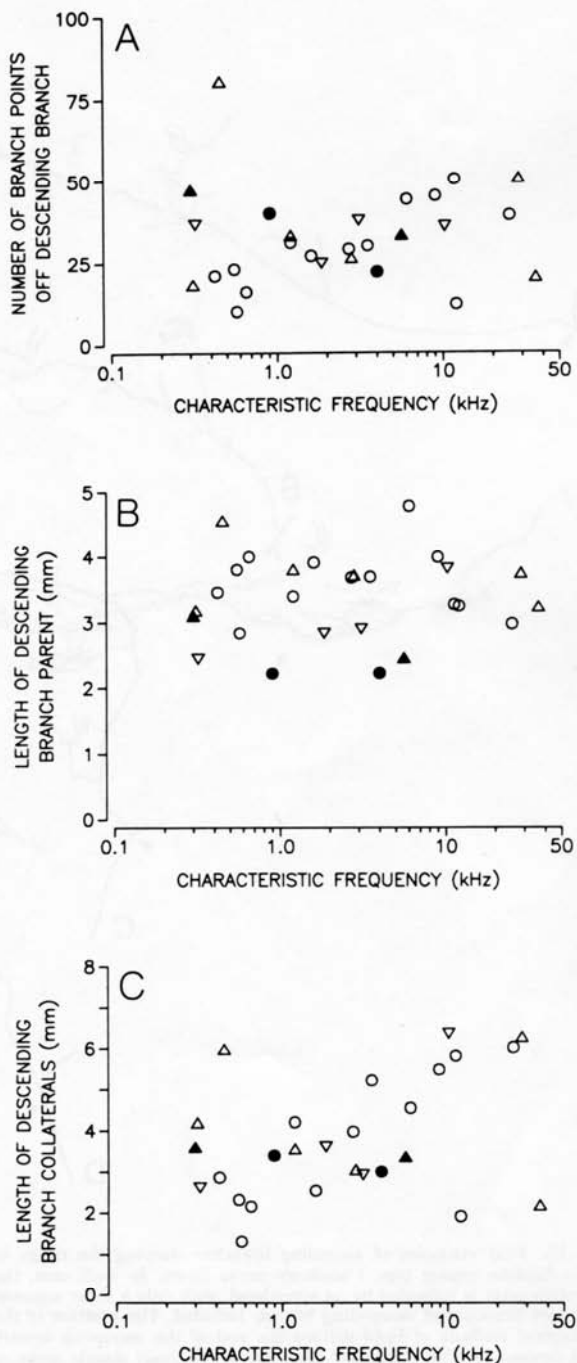 A
100
75
50
25
0
NUMBER OF BRANCH POINTS
OFF DESCENDING BRANCH
0.1
1.0
10
50
CHARACTERISTIC FREQUENCY (kHz)
B
5
4
3
2
1
0
LENGTH OF DESCENDING
BRANCH PARENT (mm)
0.1
1.0
10
50
CHARACTERISTIC FREQUENCY (kHz)
C
8
6
4
2
0
LENGTH OF DESCENDING
BRANCH COLLATERALS (mm)
0.1
1.0
10
50
CHARACTERISTIC FREQUENCY (kHz)